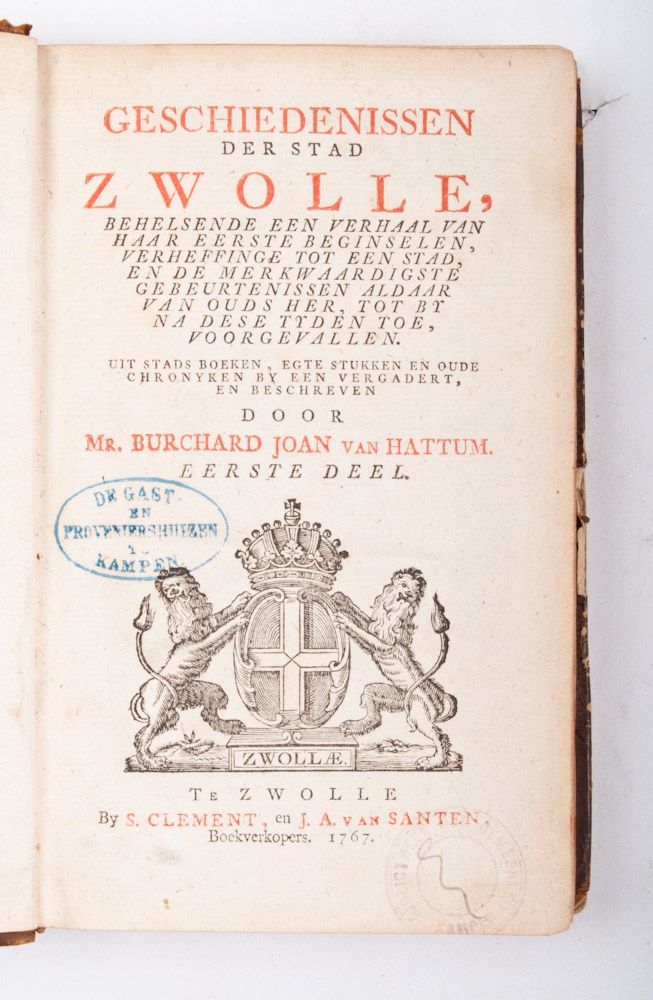 GESCHIEDENISSEN
DER STAD
ZWOLLE,
BEHELSENDE EEN VERHAAL VAN
HAAR EERSTE BEGINSELEN,
VERHEFFINGE TOT EEN STAD,
EN DE MERKWAARDIGSTE
GEBEURTENISSEN ALDAAR
VAN OUDS HER, TOT BY
NA DESE TYDEN TOE,
VOORGEVALLEN.
UIT STADS BOEKEN, EGTE STUKKEN EN OUDE
CHRONYKEN BY EEN VERGADERT,
EN BESCHREVEN
DOOR
MR. BURCHARD JOAN VAN HATTUM.
EERSTE DEEL.
DE GAST-
EN
PROVENIERSHUIZEN
TE
KAMPEN.
ZWOLLÆ.
TE ZWOLLE
By S. CLEMENT, en J. A. VAN SANTEN,
Boekverkopers. 1767.